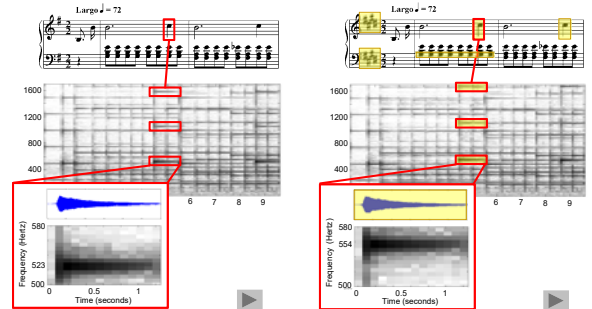 Largo = 72
1600
1200
800
400
6 7 8 9
580
523
500
Frequency (Hertz)
0 0.5 1
Time (seconds)
Largo = 72
1600
1200
800
400
6 7 8 9
580
554
500
Frequency (Hertz)
0 0.5 1
Time (seconds)